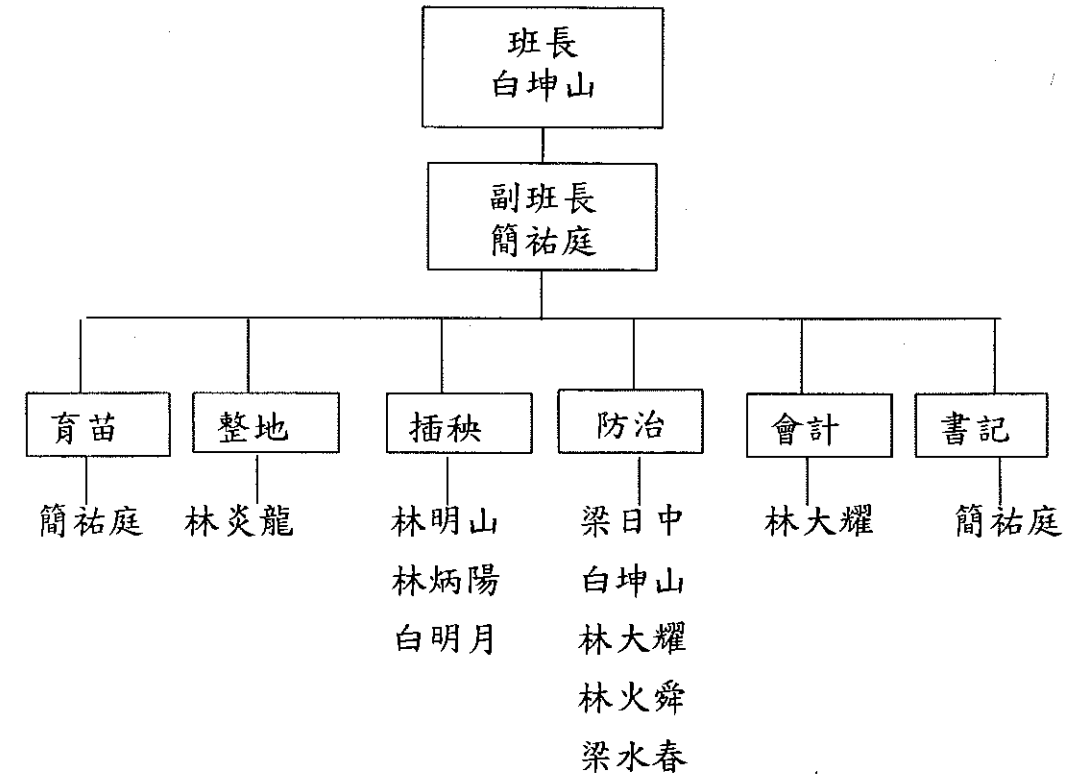 班長
白坤山
副班長
簡祐庭
育苗
整地
插秧
防治
會計
書記
簡祐庭
林炎龍
林明山
林炳陽
白明月
梁日中
白坤山
林大耀
林火舜
梁水春
林大耀
簡祐庭